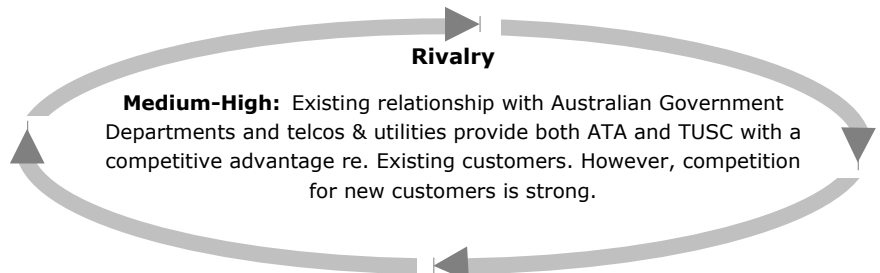 Rivalry
Medium-High: Existing relationship with Australian Government
Departments and telcos & utilities provide both ATA and TUSC with a
competitive advantage re. Existing customers. However, competition
for new customers is strong.